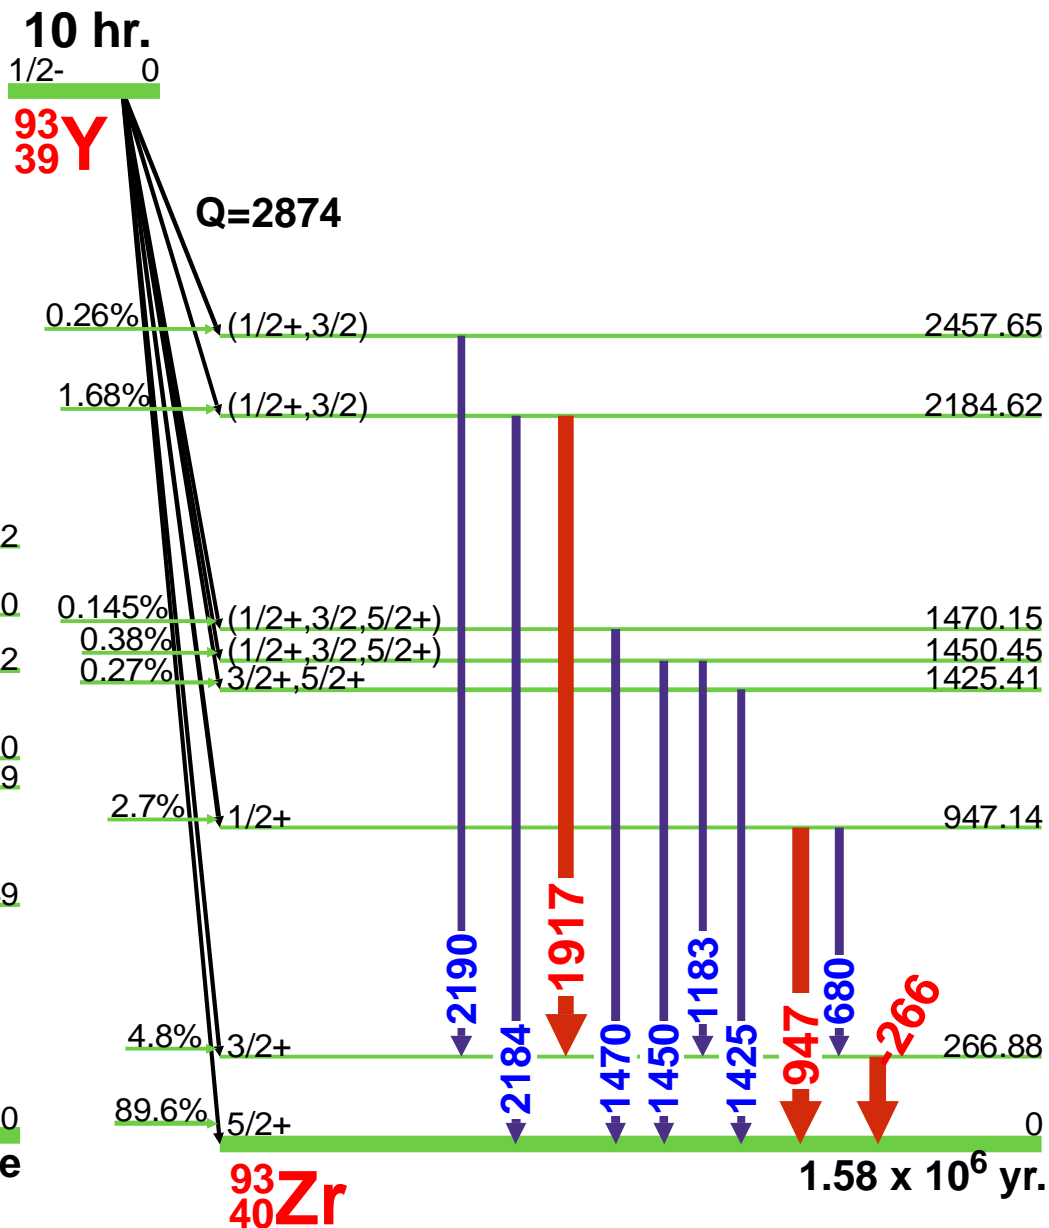 10 hr.
1/2- 0
93
39 Y
Q=2874
0.26% (1/2+,3/2) 2457.65
1.68% (1/2+,3/2) 2184.62
2
0 0.145% (1/2+,3/2,5/2+) 1470.15
0.38% (1/2+,3/2,5/2+) 1450.45
2 0.27% 3/2+,5/2+ 1425.41
0
9
2.7% 1/2+ 947.14
9
2190
2184
1917
1470
1450
1183
1425
947
680
266
4.8% 3/2+ 266.88
0 89.6% 5/2+ 0
e
1.58 x 10⁶ yr.
93
40 Zr